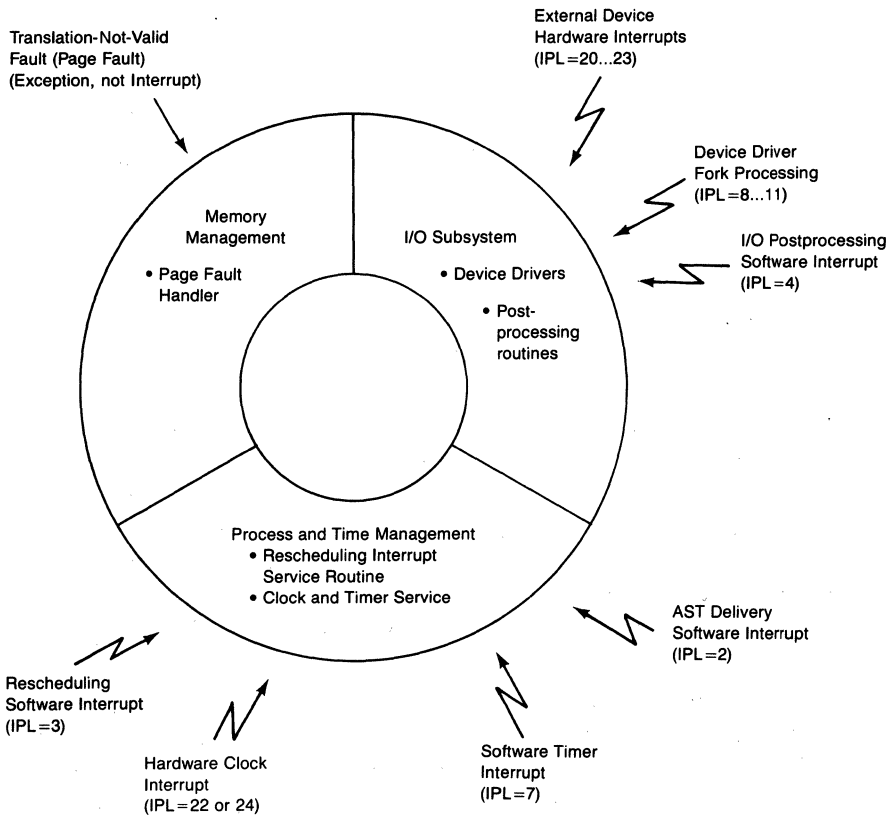 Translation-Not-Valid
Fault (Page Fault)
(Exception, not Interrupt)
External Device
Hardware Interrupts
(IPL=20...23)
Device Driver
Fork Processing
(IPL=8...11)
I/O Postprocessing
Software Interrupt
(IPL=4)
Memory
Management
• Page Fault
Handler
I/O Subsystem
• Device Drivers
• Post-
processing
routines
Process and Time Management
• Rescheduling Interrupt
Service Routine
• Clock and Timer Service
AST Delivery
Software Interrupt
(IPL=2)
Rescheduling
Software Interrupt
(IPL=3)
Hardware Clock
Interrupt
(IPL=22 or 24)
Software Timer
Interrupt
(IPL=7)